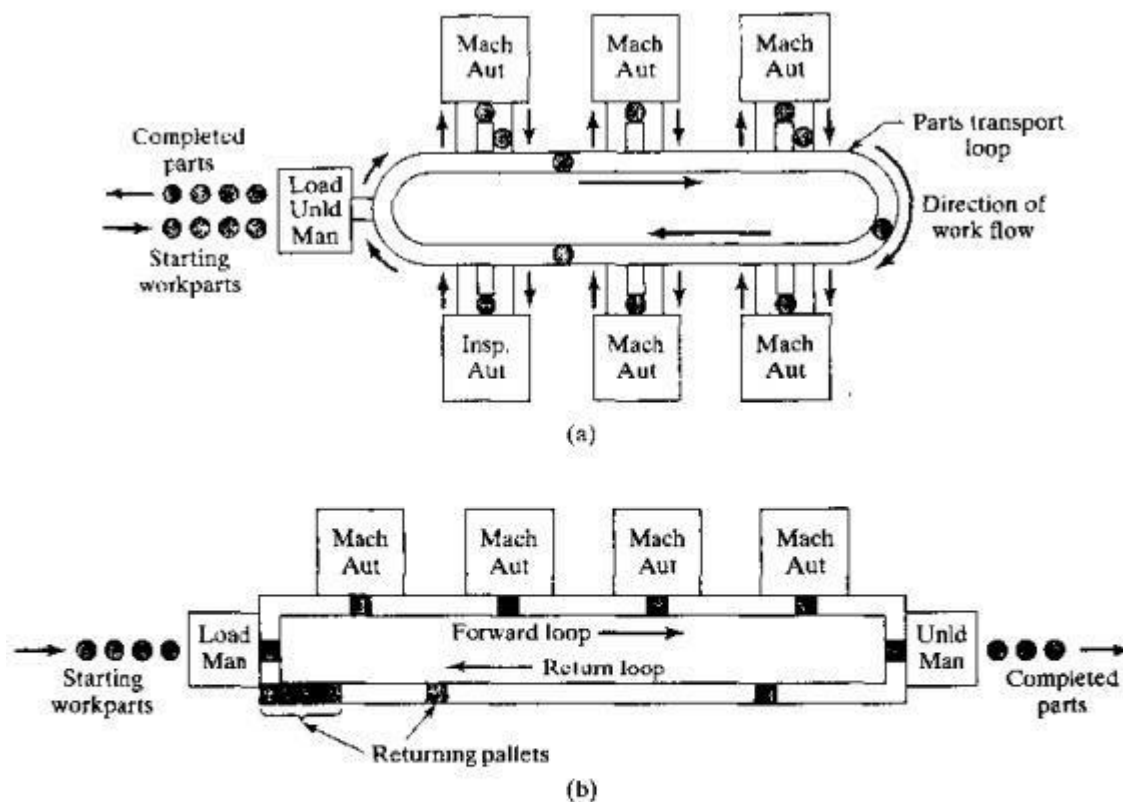 Mach
Aut
Mach
Aut
Mach
Aut
Completed
parts
Load
Unld
Man
Starting
workparts
Parts transport
loop
Direction of
work flow
Insp.
Aut
Mach
Aut
Mach
Aut
(a)
Mach
Aut
Mach
Aut
Mach
Aut
Mach
Aut
Load
Man
Starting
workparts
Forward loop
Return loop
Unld
Man
Completed
parts
Returning pallets
(b)